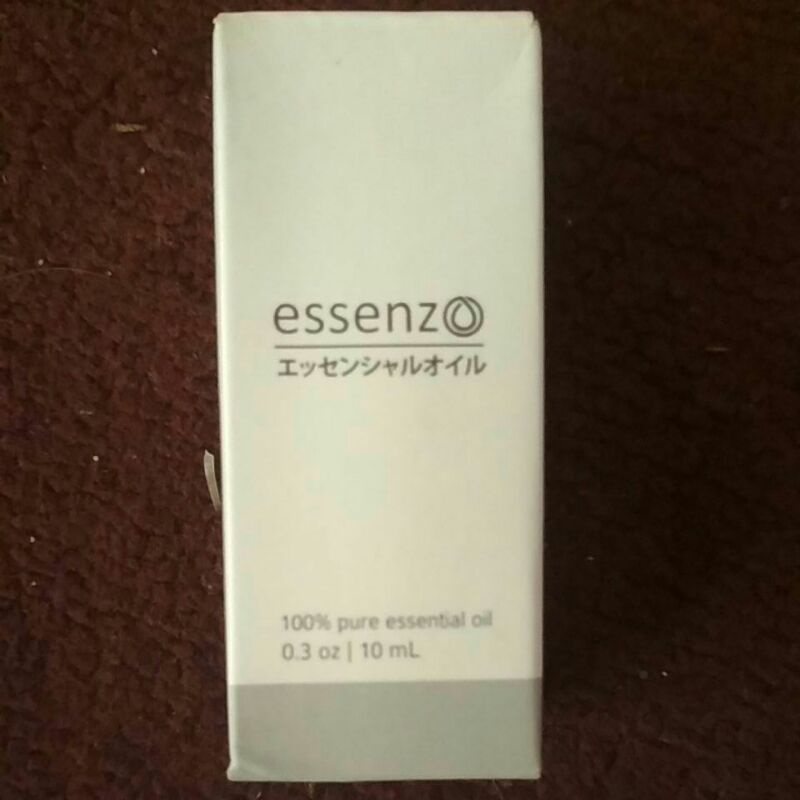 essenzo
エッセンシャルオイル
100% pure essential oil
0.3 oz | 10 mL